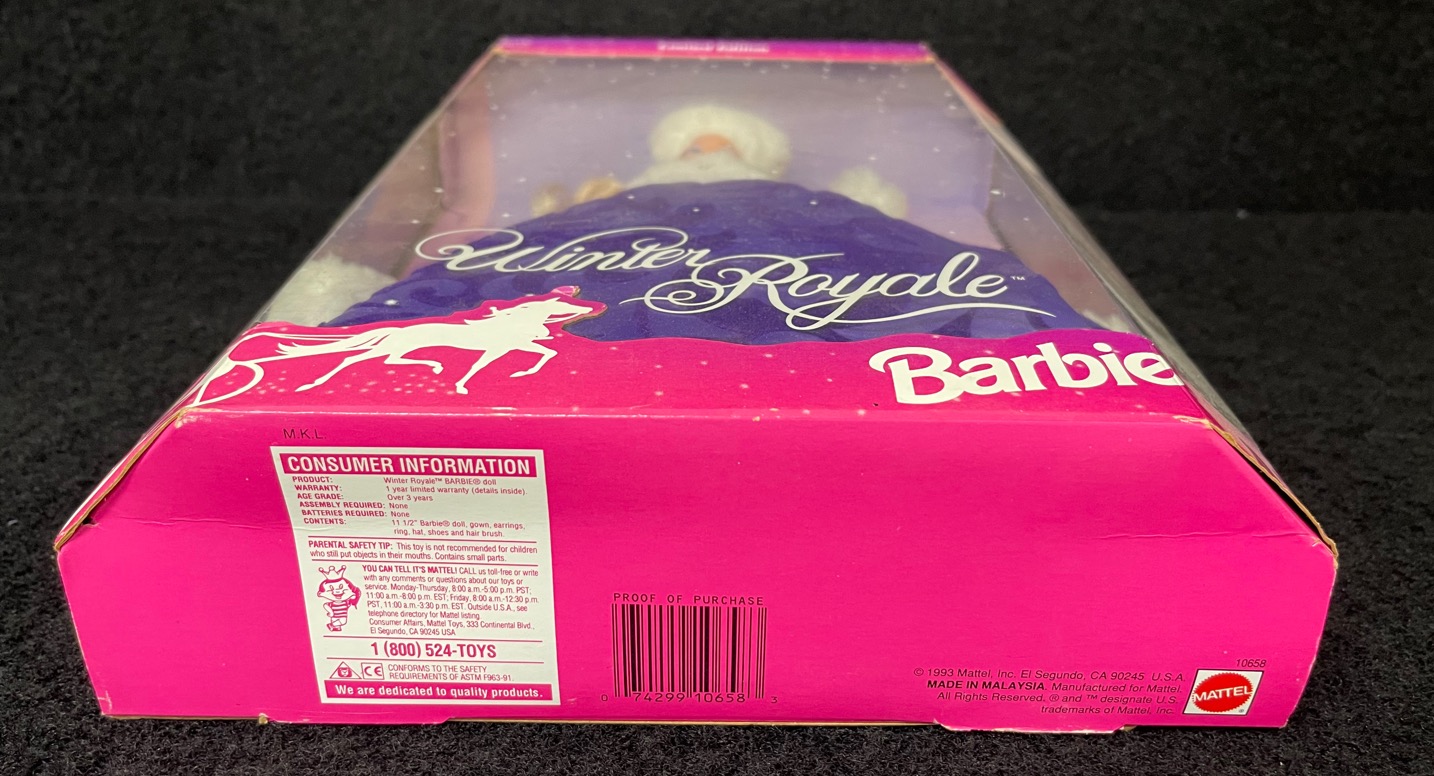 Limited Edition
Winter Royale™
Barbie
M.K.L.
CONSUMER INFORMATION
PRODUCT: Winter Royale™ BARBIE® doll
WARRANTY: 1 year limited warranty (details inside).
AGE GRADE: Over 3 years
ASSEMBLY REQUIRED: None
BATTERIES REQUIRED: None
CONTENTS: 11 1/2" Barbie® doll, gown, earrings,
ring, hat, shoes and hair brush.
PARENTAL SAFETY TIP: This toy is not recommended for children
who still put objects in their mouths. Contains small parts.
YOU CAN TELL IT'S MATTEL! CALL us toll-free or write
with any comments or questions about our toys or
service. Monday-Thursday, 8:00 a.m.-5:00 p.m. PST;
11:00 a.m.-8:00 p.m. EST; Friday, 8:00 a.m.-12:30 p.m.
PST, 11:00 a.m.-3:30 p.m. EST. Outside U.S.A., see
telephone directory for Mattel listing.
Consumer Affairs, Mattel Toys, 333 Continental Blvd.,
El Segundo, CA 90245 USA
1 (800) 524-TOYS
CE CONFORMS TO THE SAFETY
REQUIREMENTS OF ASTM F963-91.
We are dedicated to quality products.
PROOF OF PURCHASE
0 74299 10658 3
10658
© 1993 Mattel, Inc. El Segundo, CA 90245 U.S.A.
MADE IN MALAYSIA. Manufactured for Mattel.
All Rights Reserved. ® and ™ designate U.S.
trademarks of Mattel, Inc.
MATTEL®